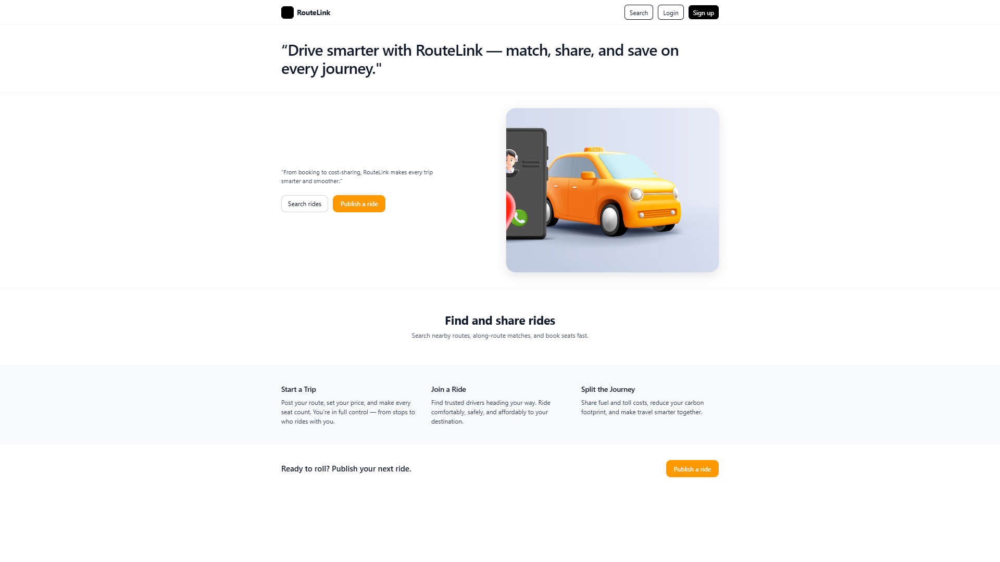 RouteLink
Search
Login
Sign up
“Drive smarter with RouteLink — match, share, and save on
every journey."
“From booking to cost-sharing, RouteLink makes every trip
smarter and smoother.”
Search rides
Publish a ride
TAXI
Find and share rides
Search nearby routes, along-route matches, and book seats fast.
Start a Trip
Post your route, set your price, and make every
seat count. You’re in full control — from stops to
who rides with you.
Join a Ride
Find trusted drivers heading your way. Ride
comfortably, safely, and affordably to your
destination.
Split the Journey
Share fuel and toll costs, reduce your carbon
footprint, and make travel smarter together.
Ready to roll? Publish your next ride.
Publish a ride